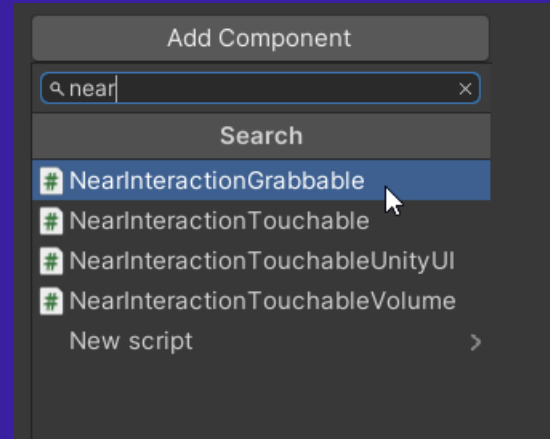 Add Component
near
Search
NearInteractionGrabbable
NearInteractionTouchable
NearInteractionTouchableUnityUI
NearInteractionTouchableVolume
New script